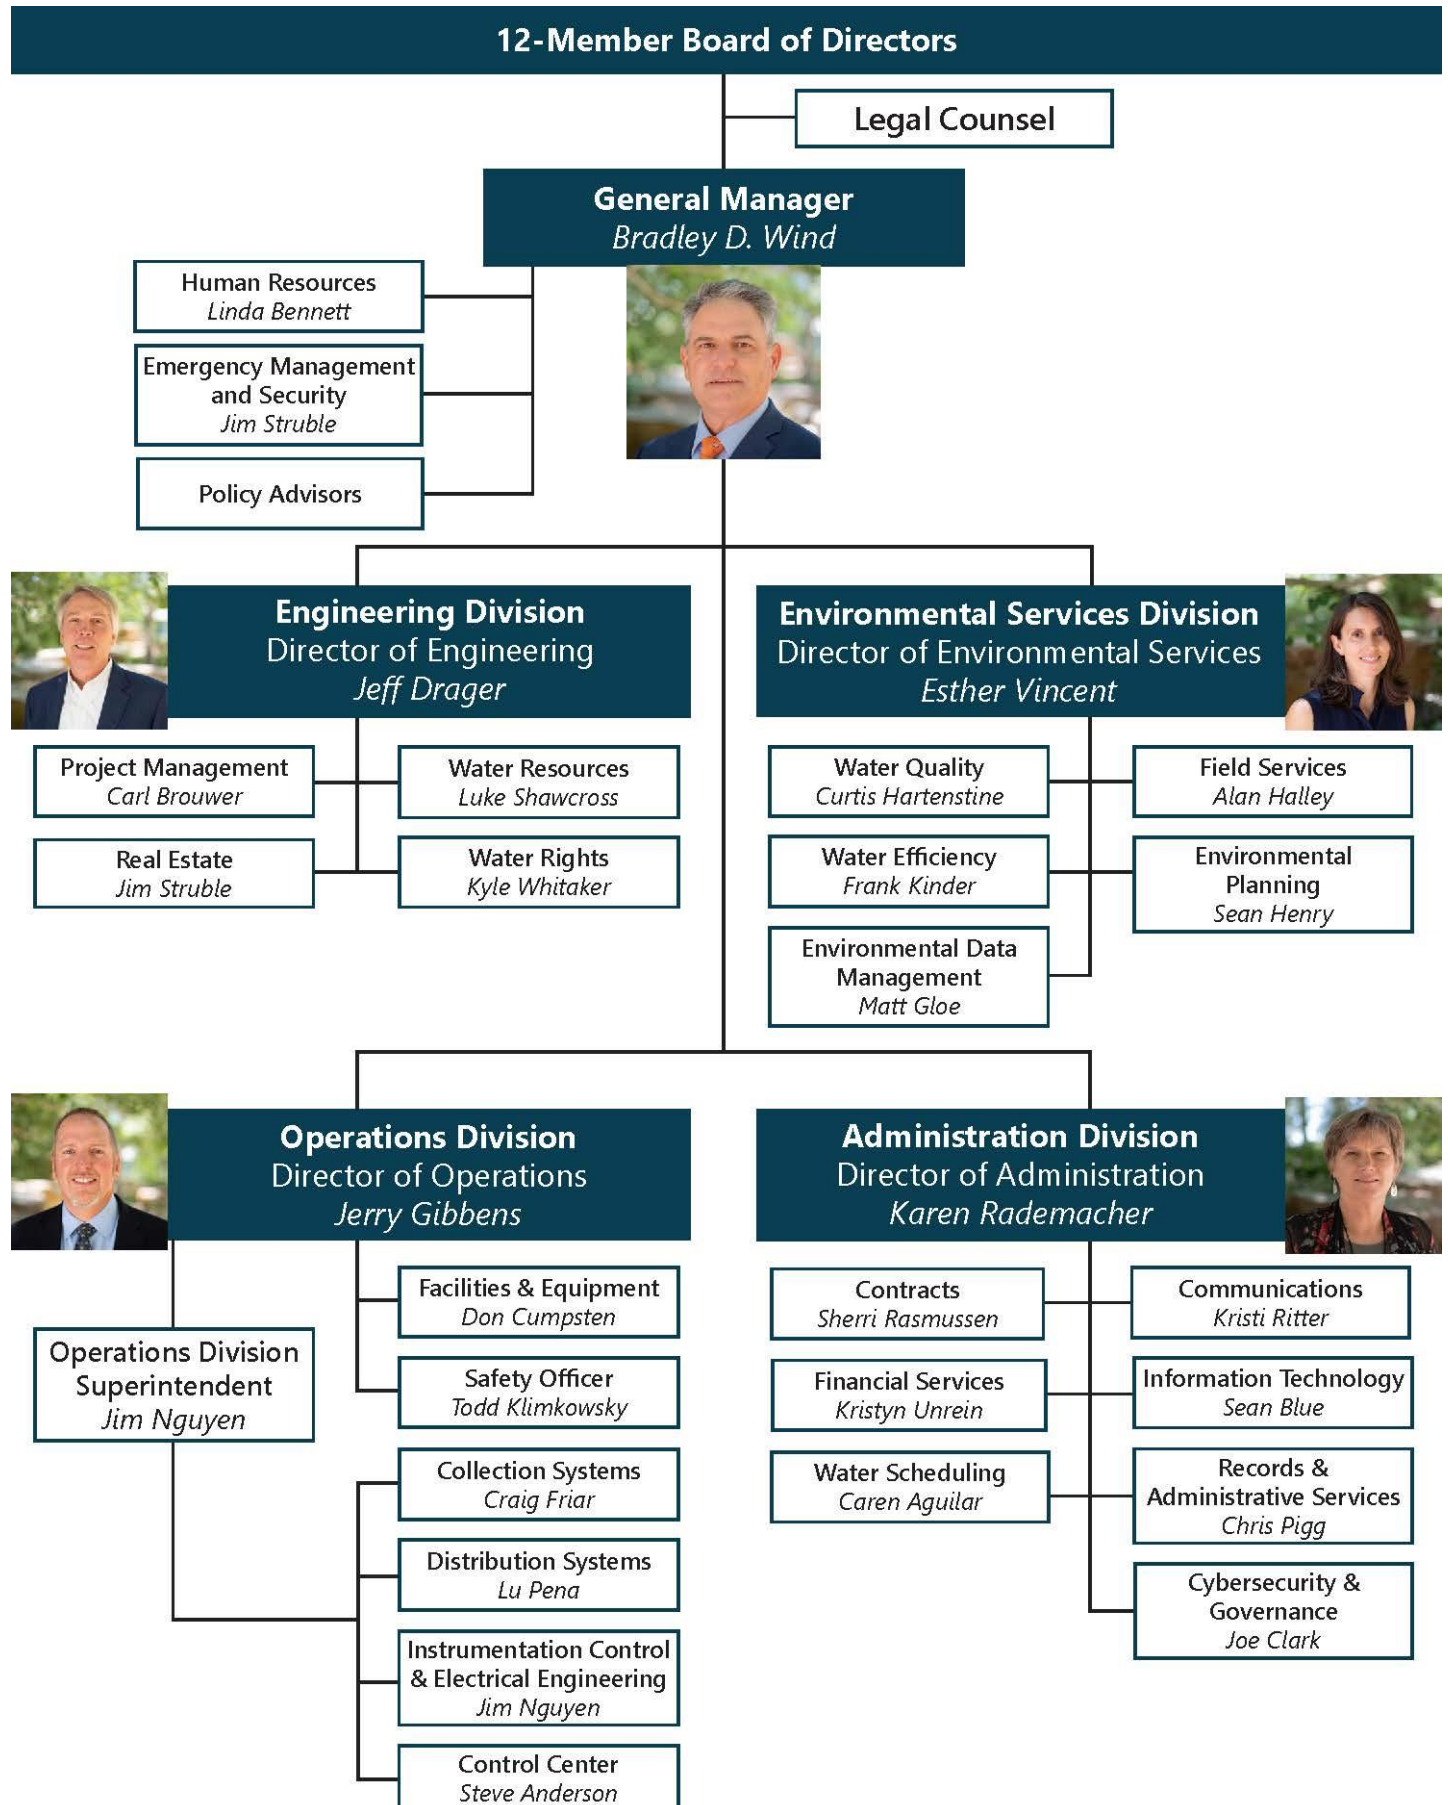 12-Member Board of Directors
Legal Counsel
General Manager
Bradley D. Wind
Human Resources
Linda Bennett
Emergency Management
and Security
Jim Struble
Policy Advisors
Engineering Division
Director of Engineering
Jeff Drager
Project Management
Carl Brouwer
Water Resources
Luke Shawcross
Real Estate
Jim Struble
Water Rights
Kyle Whitaker
Environmental Services Division
Director of Environmental Services
Esther Vincent
Water Quality
Curtis Hartenstine
Field Services
Alan Halley
Water Efficiency
Frank Kinder
Environmental
Planning
Sean Henry
Environmental Data
Management
Matt Gloe
Operations Division
Director of Operations
Jerry Gibbens
Operations Division
Superintendent
Jim Nguyen
Facilities & Equipment
Don Cumpsten
Safety Officer
Todd Klimkowsky
Collection Systems
Craig Friar
Distribution Systems
Lu Pena
Instrumentation Control
& Electrical Engineering
Jim Nguyen
Control Center
Steve Anderson
Administration Division
Director of Administration
Karen Rademacher
Contracts
Sherri Rasmussen
Communications
Kristi Ritter
Financial Services
Kristyn Unrein
Information Technology
Sean Blue
Water Scheduling
Caren Aguilar
Records &
Administrative Services
Chris Pigg
Cybersecurity &
Governance
Joe Clark